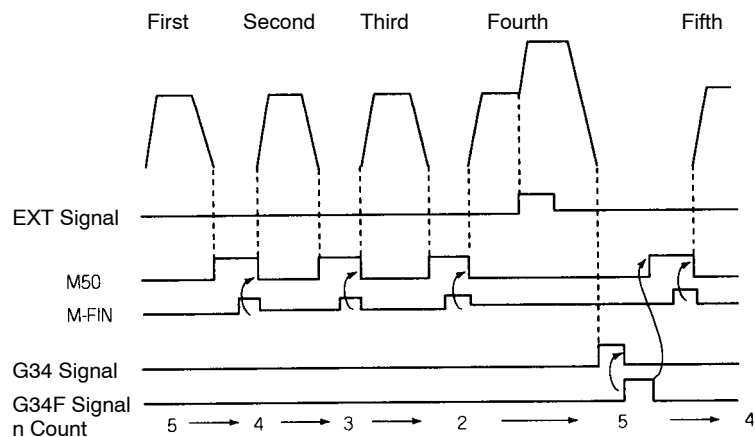 First Second Third Fourth Fifth
EXT Signal
M50
M-FIN
G34 Signal
G34F Signal
n Count 5 4 3 2 5 4